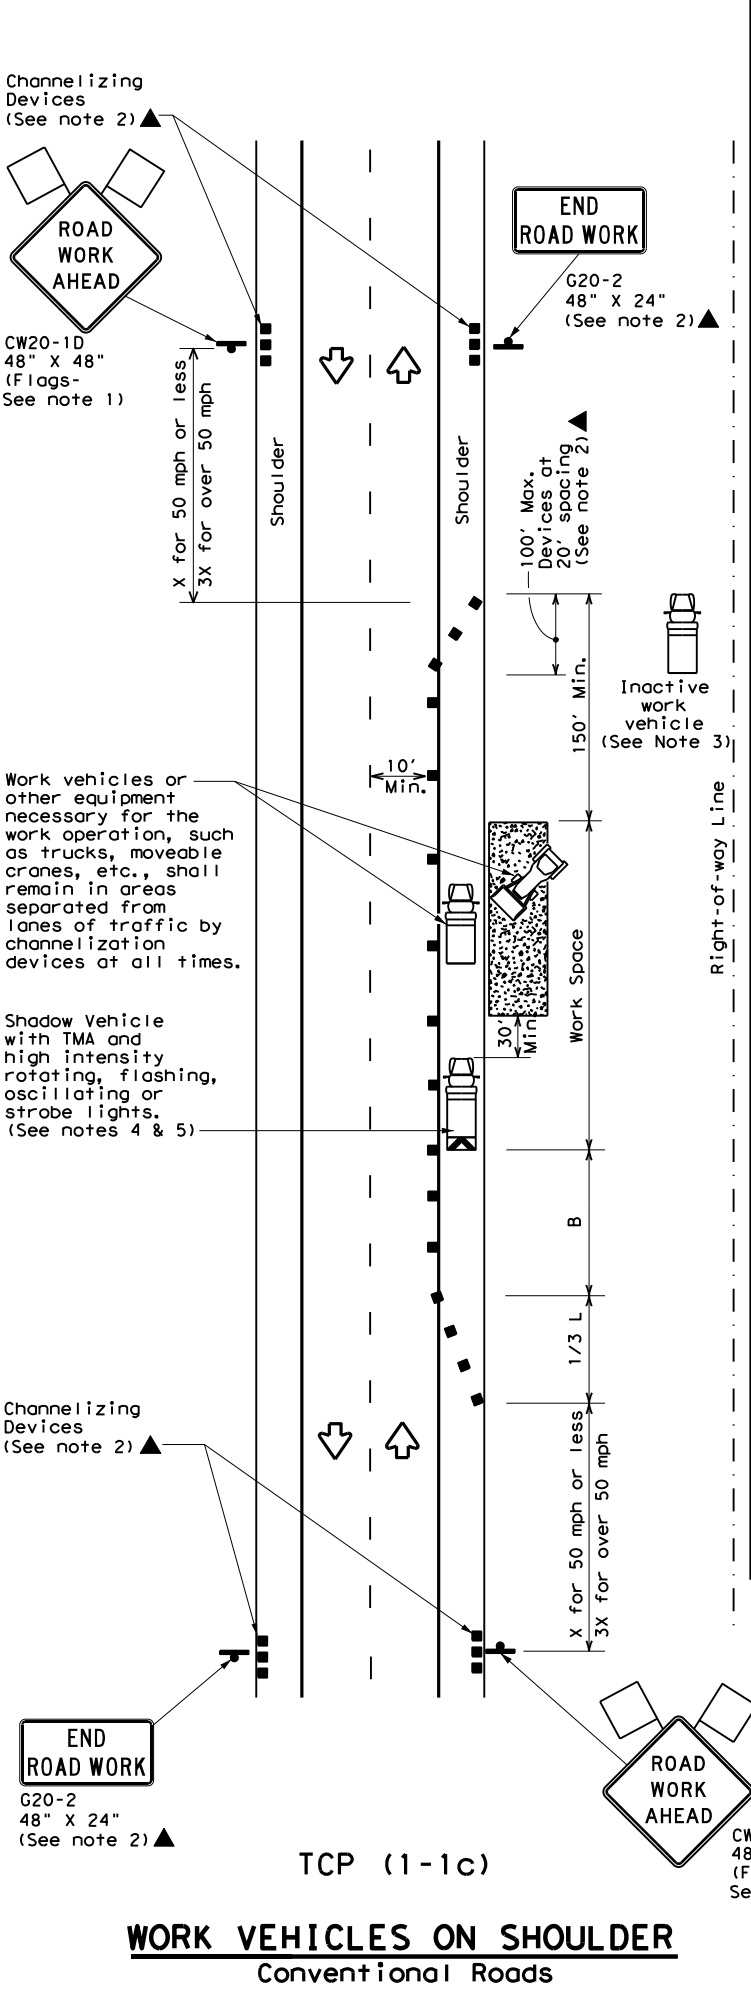 Channelizing
Devices
(See note 2)
ROAD
WORK
AHEAD
CW20-1D
48" X 48"
(Flags-
See note 1)
END
ROAD WORK
G20-2
48" X 24"
(See note 2)
X for 50 mph or less
3X for over 50 mph
Shoulder
Shoulder
100' Max.
Devices at
20' spacing
(See note 2)
150' Min.
Inactive
work
vehicle
(See Note 3)
10'
Min.
Right-of-way Line
Work vehicles or
other equipment
necessary for the
work operation, such
as trucks, moveable
cranes, etc., shall
remain in areas
separated from
lanes of traffic by
channelization
devices at all times.
Work Space
30'
Min.
Shadow Vehicle
with TMA and
high intensity
rotating, flashing,
oscillating or
strobe lights.
(See notes 4 & 5)
B
1/3 L
Channelizing
Devices
(See note 2)
X for 50 mph or less
3X for over 50 mph
END
ROAD WORK
G20-2
48" X 24"
(See note 2)
ROAD
WORK
AHEAD
CW
48
(F
Se
TCP (1-1c)
WORK VEHICLES ON SHOULDER
Conventional Roads